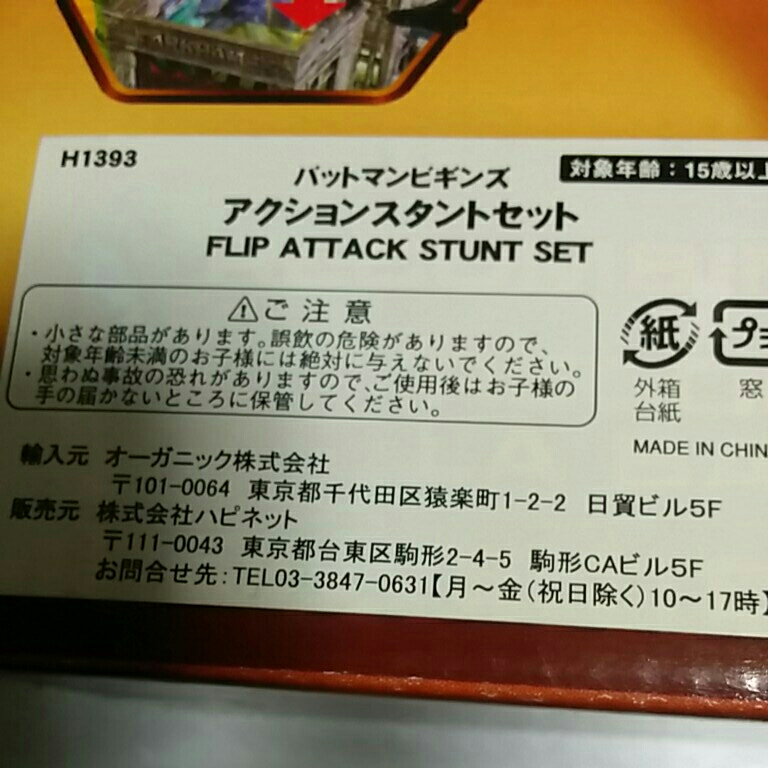 H1393
バットマンビギンズ
対象年齢：15歳以上
アクションスタントセット
FLIP ATTACK STUNT SET
⚠ご注意
・小さな部品があります。誤飲の危険がありますので、
対象年齢未満のお子様には絶対に与えないでください。
・思わぬ事故の恐れがありますので、ご使用後はお子様の
手の届かないところに保管してください。
紙
プ
外箱
台紙
窓
MADE IN CHIN
輸入元 オーガニック株式会社
〒101-0064 東京都千代田区猿楽町1-2-2 日貿ビル5F
販売元 株式会社ハピネット
〒111-0043 東京都台東区駒形2-4-5 駒形CAビル5F
お問合せ先：TEL03-3847-0631【月～金（祝日除く）10～17時】